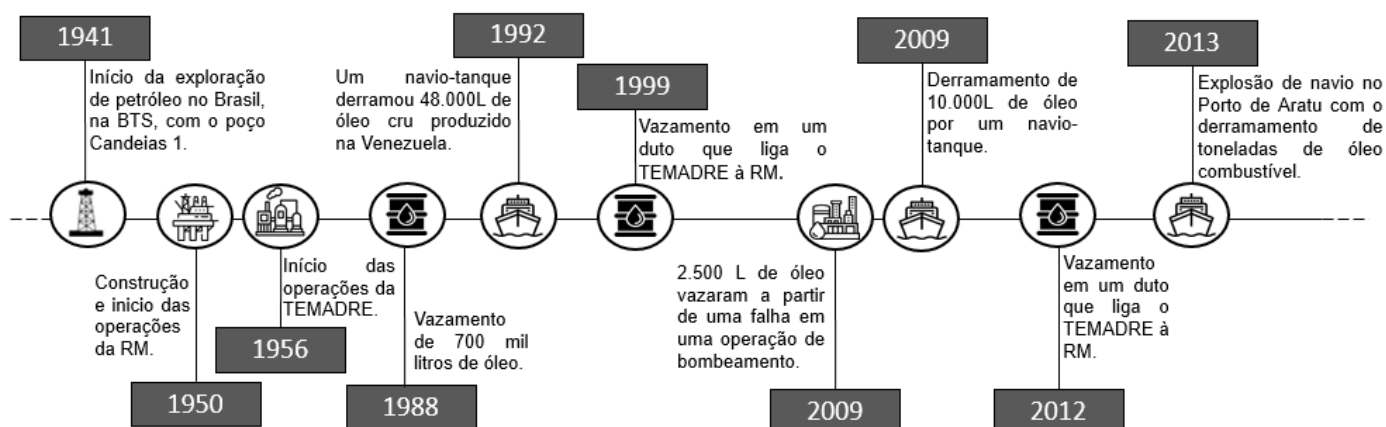 1941
Início da exploração
de petróleo no Brasil,
na BTS, com o poço
Candeias 1.
Construção
e inicio das
operações
da RM.
1950
Início das
operações da
TEMADRE.
1956
Vazamento
de 700 mil
litros de óleo.
1988
1992
Um navio-tanque
derramou 48.000L de
óleo cru produzido
na Venezuela.
1999
Vazamento em um
duto que liga o
TEMADRE à RM.
2.500 L de óleo
vazaram a partir
de uma falha em
uma operação de
bombeamento.
2009
2009
Derramamento de
10.000L de óleo
por um navio-
tanque.
Vazamento
em um duto
que liga o
TEMADRE à
RM.
2012
2013
Explosão de navio no
Porto de Aratu com o
derramamento de
toneladas de óleo
combustível.